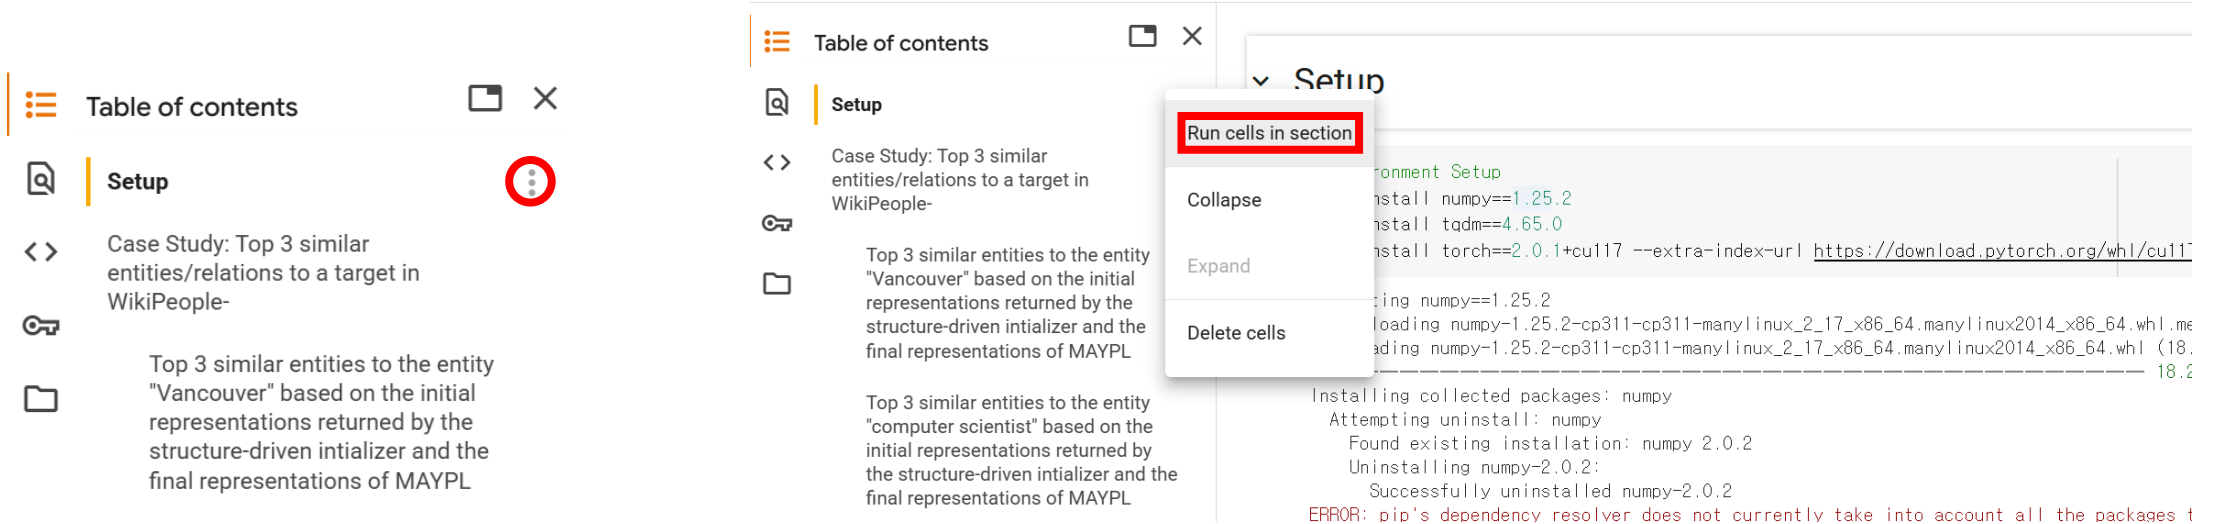 Table of contents
Setup
Case Study: Top 3 similar
entities/relations to a target in
WikiPeople-
Top 3 similar entities to the entity
"Vancouver" based on the initial
representations returned by the
structure-driven intializer and the
final representations of MAYPL
Table of contents
Setup
Case Study: Top 3 similar
entities/relations to a target in
WikiPeople-
Top 3 similar entities to the entity
"Vancouver" based on the initial
representations returned by the
structure-driven intializer and the
final representations of MAYPL
Top 3 similar entities to the entity
"computer scientist" based on the
initial representations returned by
the structure-driven intializer and the
final representations of MAYPL
Run cells in section
Collapse
Expand
Delete cells
Setup
ronment Setup
nstall numpy==1.25.2
nstall tqdm==4.65.0
nstall torch==2.0.1+cu117 --extra-index-url https://download.pytorch.org/whl/cu117
ting numpy==1.25.2
loading numpy-1.25.2-cp311-cp311-manylinux_2_17_x86_64.manylinux2014_x86_64.whl.me
ading numpy-1.25.2-cp311-cp311-manylinux_2_17_x86_64.manylinux2014_x86_64.whl (18.
18.2
Installing collected packages: numpy
Attempting uninstall: numpy
Found existing installation: numpy 2.0.2
Uninstalling numpy-2.0.2:
Successfully uninstalled numpy-2.0.2
ERROR: pip's dependency resolver does not currently take into account all the packages t